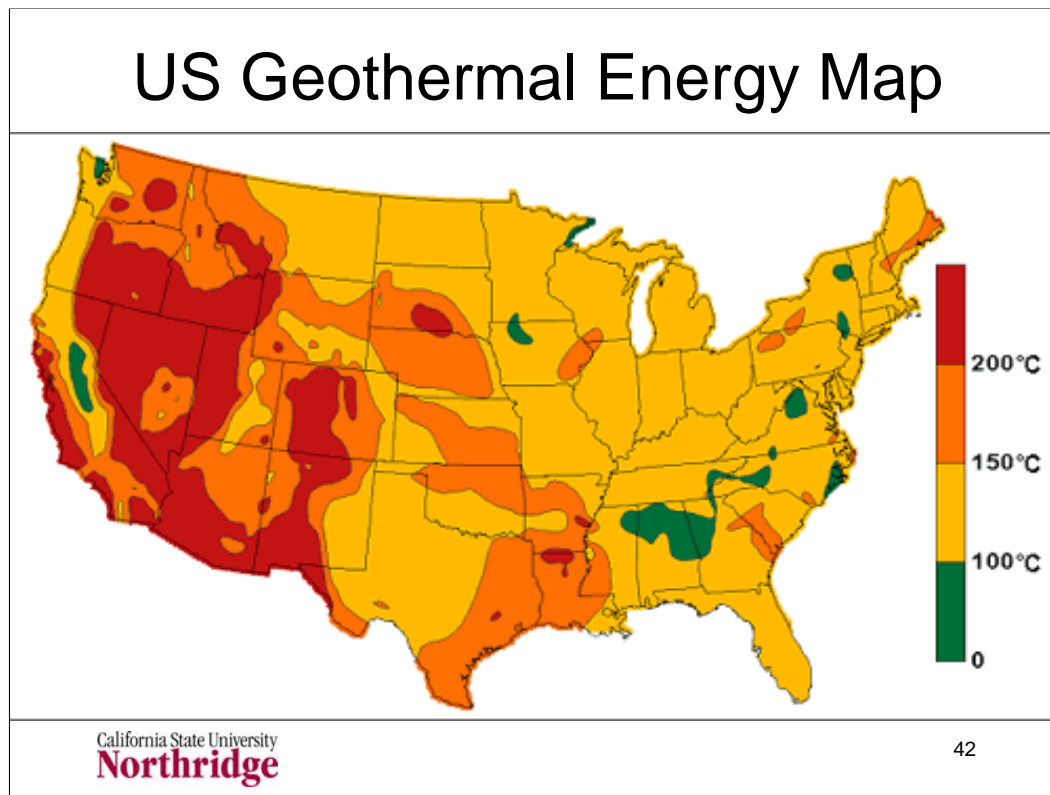 US Geothermal Energy Map
200°C
150°C
100°C
0
California State University
Northridge
42